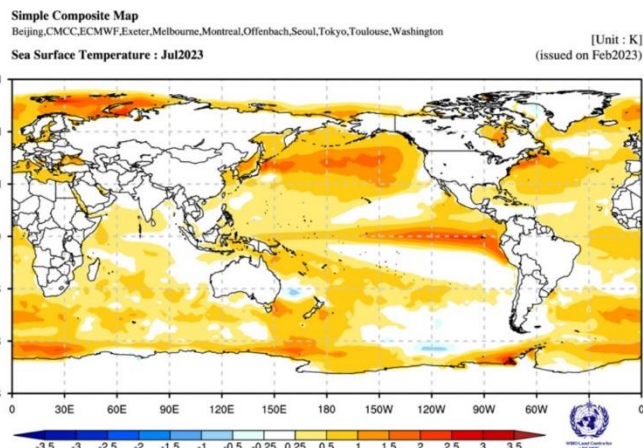 Simple Composite Map
Beijing,CMCC,ECMWF,Exeter,Melbourne,Montreal,Offenbach,Seoul,Tokyo,Toulouse,Washington
[Unit : K]
Sea Surface Temperature : Jul2023
(issued on Feb2023)
0 30E 60E 90E 120E 150E 180 150W 120W 90W 60W
-3.5 -3 -2.5 -2 -1.5 -1 -0.5 -0.25 0.25 0.5 1 1.5 2 2.5 3 3.5